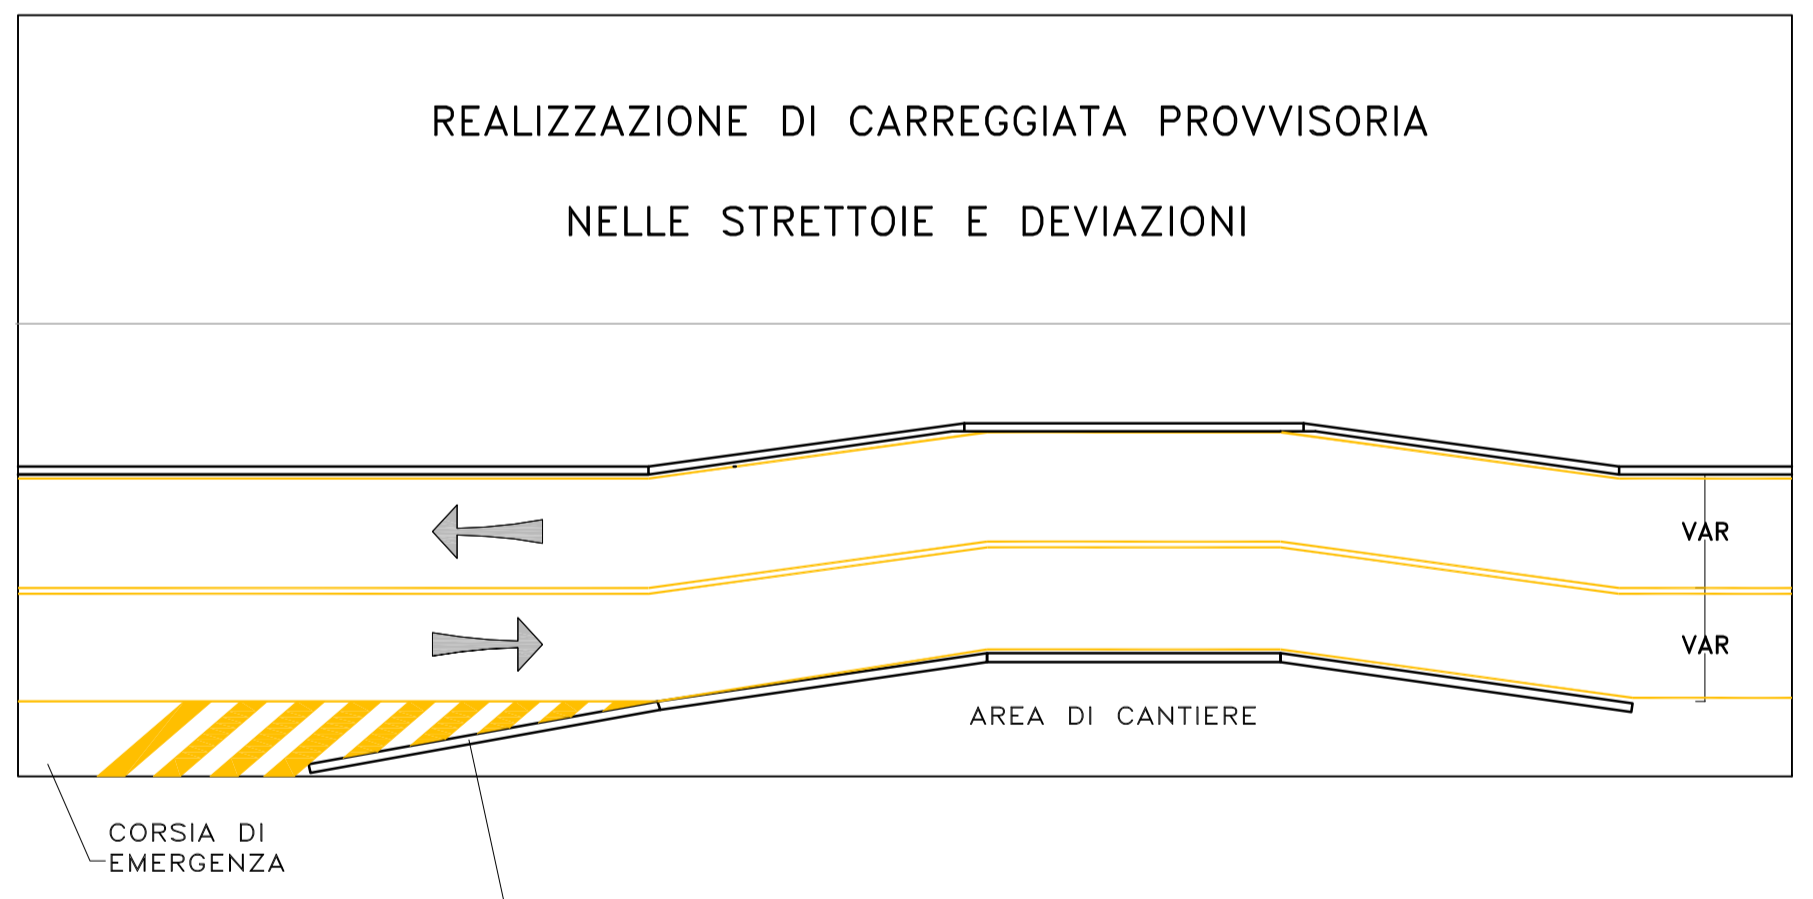 REALIZZAZIONE DI CARREGGIATA PROVVISORIA
NELLE STRETTOIE E DEVIAZIONI
VAR
VAR
AREA DI CANTIERE
CORSIA DI
EMERGENZA